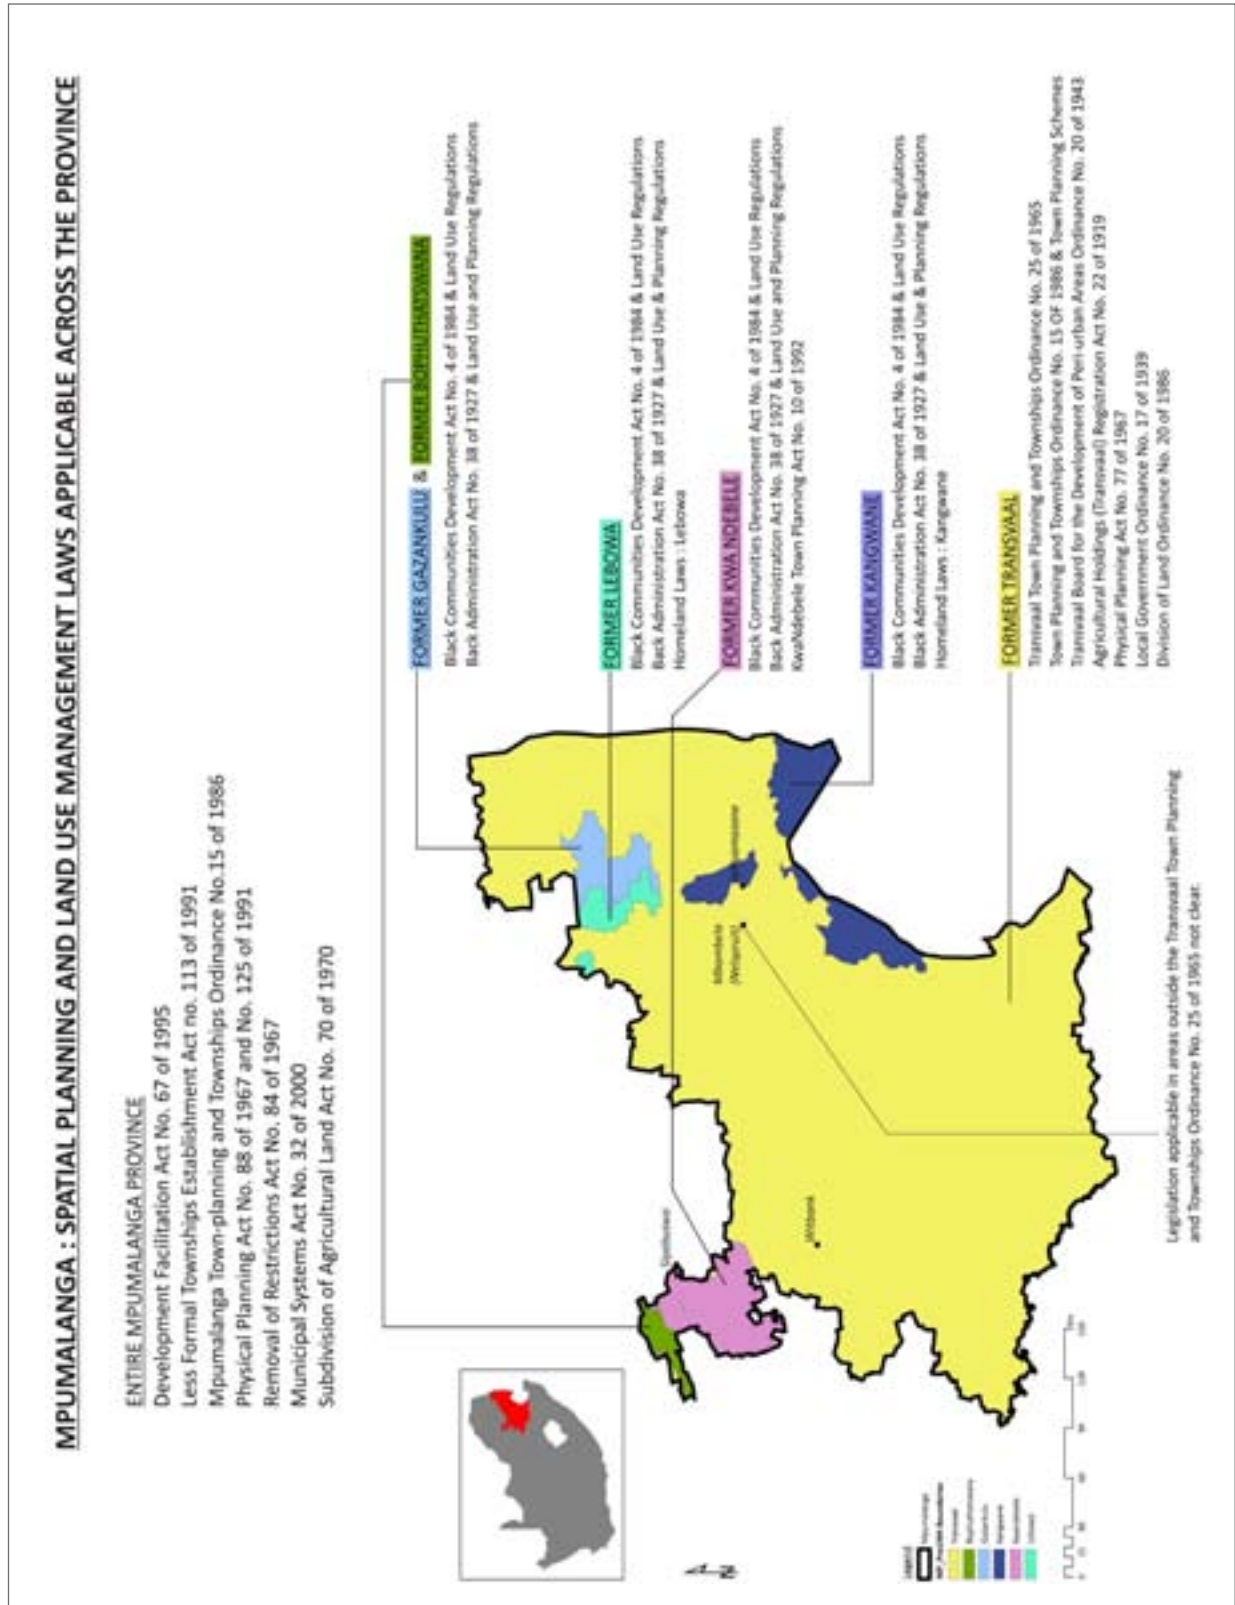 MPUMALANGA : SPATIAL PLANNING AND LAND USE MANAGEMENT LAWS APPLICABLE ACROSS THE PROVINCE
ENTIRE MPUMALANGA PROVINCE
Development Facilitation Act No. 67 of 1995
Less Formal Townships Establishment Act no. 113 of 1991
Mpumalanga Town-planning and Townships Ordinance No.15 of 1986
Physical Planning Act No. 88 of 1967 and No. 125 of 1991
Removal of Restrictions Act No. 84 of 1967
Municipal Systems Act No. 32 of 2000
Subdivision of Agricultural Land Act No. 70 of 1970
FORMER GAZANKULU & FORMER BOPHUTHATSWANA
Black Communities Development Act No. 4 of 1984 & Land Use Regulations
Back Administration Act No. 38 of 1927 & Land Use and Planning Regulations
FORMER LEBOWA
Black Communities Development Act No. 4 of 1984 & Land Use Regulations
Back Administration Act No. 38 of 1927 & Land Use & Planning Regulations
Homeland Laws : Lebowa
FORMER KWA NDEBELE
Black Communities Development Act No. 4 of 1984 & Land Use Regulations
Back Administration Act No. 38 of 1927 & Land Use and Planning Regulations
KwaNdebele Town Planning Act No. 10 of 1992
FORMER KANGWANE
Black Communities Development Act No. 4 of 1984 & Land Use Regulations
Black Administration Act No. 38 of 1927 & Land Use & Planning Regulations
Homeland Laws : Kangwane
FORMER TRANSVAAL
Transvaal Town Planning and Townships Ordinance No. 25 of 1965
Town Planning and Townships Ordinance No. 15 OF 1986 & Town Planning Schemes
Transvaal Board for the Development of Peri-urban Areas Ordinance No. 20 of 1943
Agricultural Holdings (Transvaal) Registration Act No. 22 of 1919
Physical Planning Act No. 77 of 1967
Local Government Ordinance No. 17 of 1939
Division of Land Ordinance No. 20 of 1986
Mbombela
(Nelspruit)
Witbank
Legislation applicable in areas outside the Transvaal Town Planning
and Townships Ordinance No. 25 of 1965 not clear.
N
Legend
Mpumalanga
Transvaal